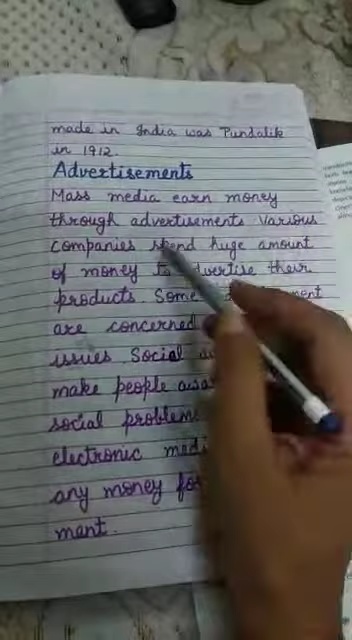 made in India was Pundalik
in 1912.
Advertisements
Mass media earn money
through advertisements Various
companies spend huge amount
of money to advertise their
products. Some
are concerned
issues Social
make people
social problem
electronic
any money for
ment.